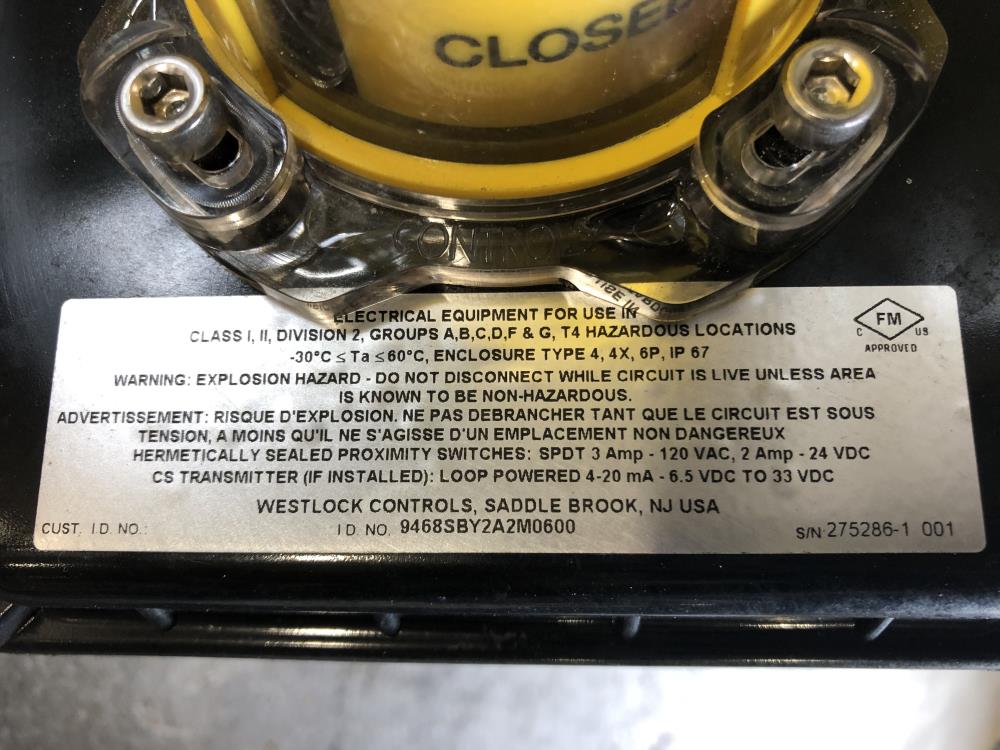 CLOSED
CONTROLS
ELECTRICAL EQUIPMENT FOR USE IN
CLASS I, II, DIVISION 2, GROUPS A,B,C,D,F & G, T4 HAZARDOUS LOCATIONS
-30°C ≤ Ta ≤ 60°C, ENCLOSURE TYPE 4, 4X, 6P, IP 67
FM
C US
APPROVED
WARNING: EXPLOSION HAZARD - DO NOT DISCONNECT WHILE CIRCUIT IS LIVE UNLESS AREA
IS KNOWN TO BE NON-HAZARDOUS.
ADVERTISSEMENT: RISQUE D'EXPLOSION. NE PAS DEBRANCHER TANT QUE LE CIRCUIT EST SOUS
TENSION, A MOINS QU'IL NE S'AGISSE D'UN EMPLACEMENT NON DANGEREUX
HERMETICALLY SEALED PROXIMITY SWITCHES: SPDT 3 Amp - 120 VAC, 2 Amp - 24 VDC
CS TRANSMITTER (IF INSTALLED): LOOP POWERED 4-20 mA - 6.5 VDC TO 33 VDC
WESTLOCK CONTROLS, SADDLE BROOK, NJ USA
CUST. I.D. NO.: I.D. NO. 9468SBY2A2M0600 S/N 275286-1 001